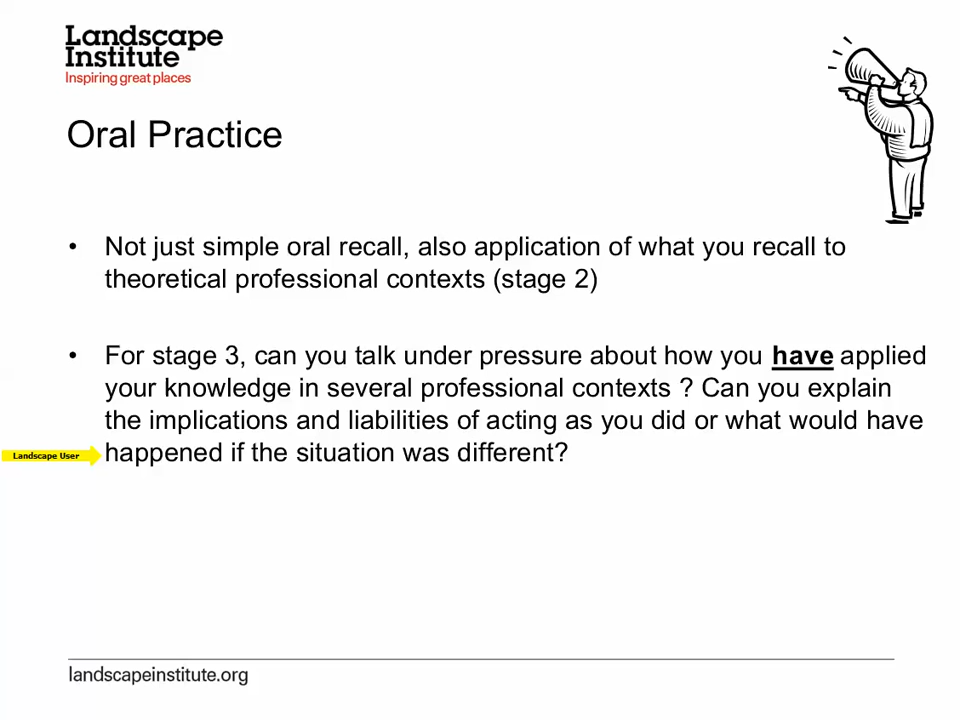 Landscape
Institute
Inspiring great places
Oral Practice
• Not just simple oral recall, also application of what you recall to
theoretical professional contexts (stage 2)
• For stage 3, can you talk under pressure about how you have applied
your knowledge in several professional contexts ? Can you explain
the implications and liabilities of acting as you did or what would have
Landscape User
happened if the situation was different?
landscapeinstitute.org